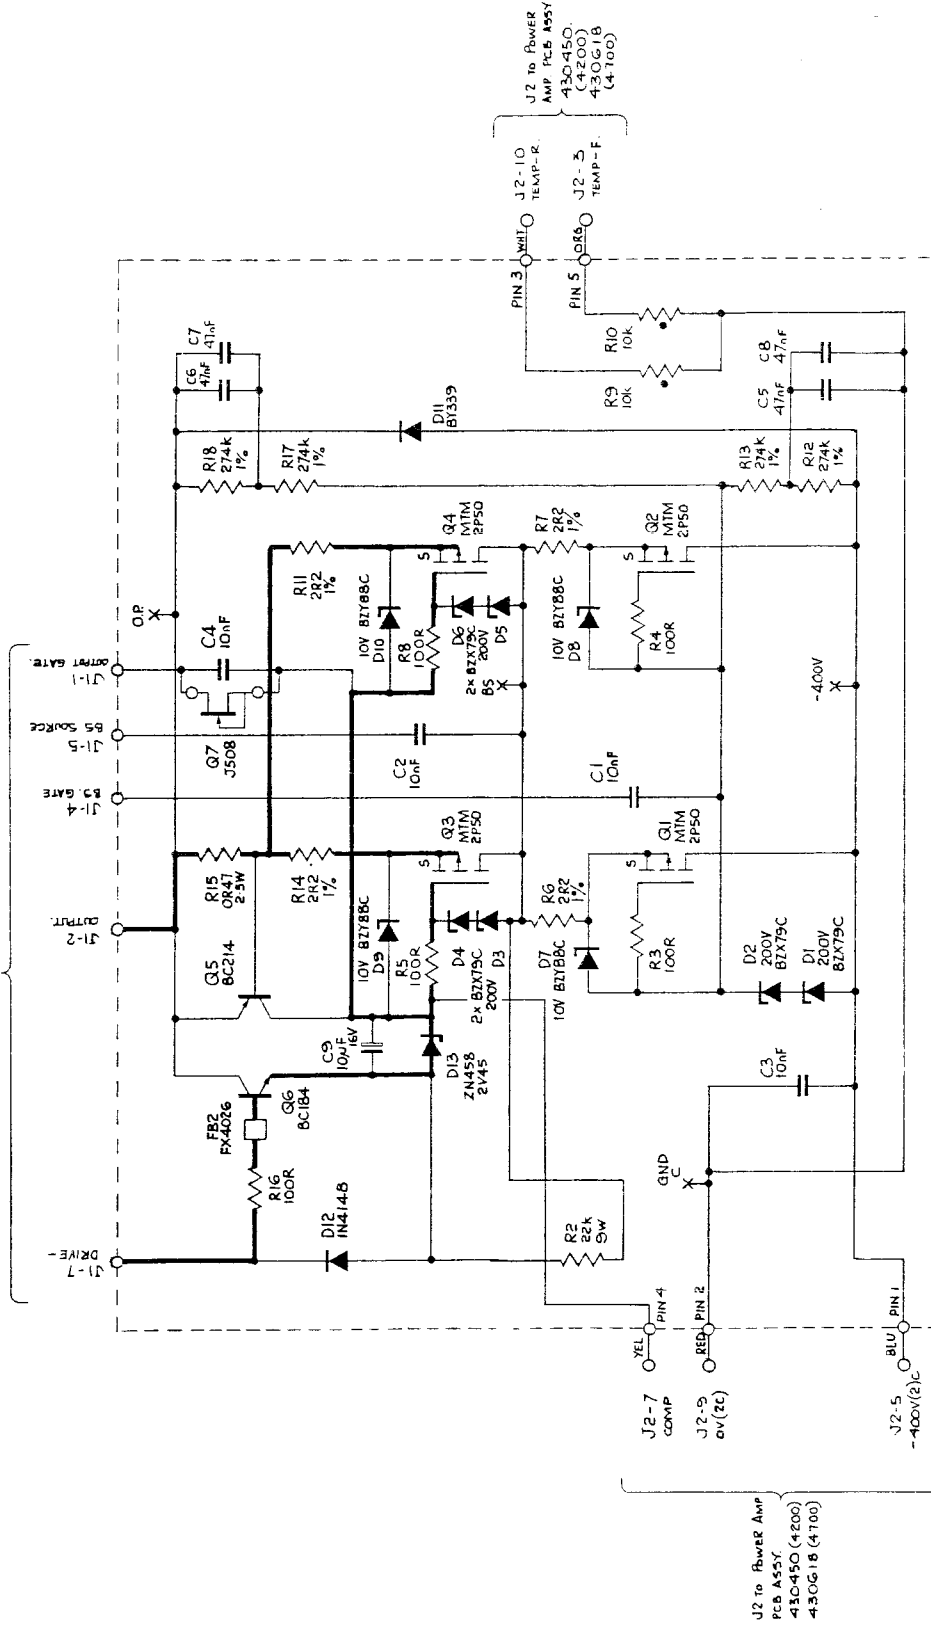 J2 TO POWER
AMP. PCB ASSY
430450.
(4200)
430618
(4700)
J2-10
TEMP-R.
J2-3
TEMP-F.
WHT
PIN 3
ORG
PIN 5
R10
10k
R9
10k
C7
47nF
C6
47nF
C8
47nF
C5
47nF
D11
BY339
R18
274k
1%
R17
274k
1%
R13
274k
1%
R12
274k
1%
O.P.
OUTPUT GATE.
J1-1
C4
10nF
R11
2R2
1%
10V BZY88C
D10
R8
100R
S
Q4
MTM
2P50
D6
2x BZX79C
200V
D5
BS
R7
2R2
1%
10V BZY88C
D8
R4
100R
S
Q2
MTM
2P50
-400V
BS SOURCE
J1-5
Q7
J508
C2
10nF
BS. GATE
J1-4
C1
10nF
OUTPUT.
J1-2
R15
0R47
2·5W
R14
2R2
1%
Q5
BC214
10V BZY88C
D9
R5
100R
S
Q3
MTM
2P50
D4
2x BZX79C
200V
D3
R6
2R2
1%
D7
10V BZY88C
R3
100R
S
Q1
MTM
2P50
D2
200V
BZX79C
D1
200V
BZX79C
C9
10µF
16V
D13
ZN458
2V45
C3
10nF
FB2
FX4026
Q6
BC184
R16
100R
DRIVE-
J1-7
D12
1N4148
R2
22k
9W
GND
C
YEL
PIN 4
RED
PIN 2
BLU
PIN 1
J2-7
COMP
J2-9
0V(2C)
J2-5
-400V(2)C
J2 TO POWER AMP
PCB ASSY.
430450 (4200)
430618 (4700)